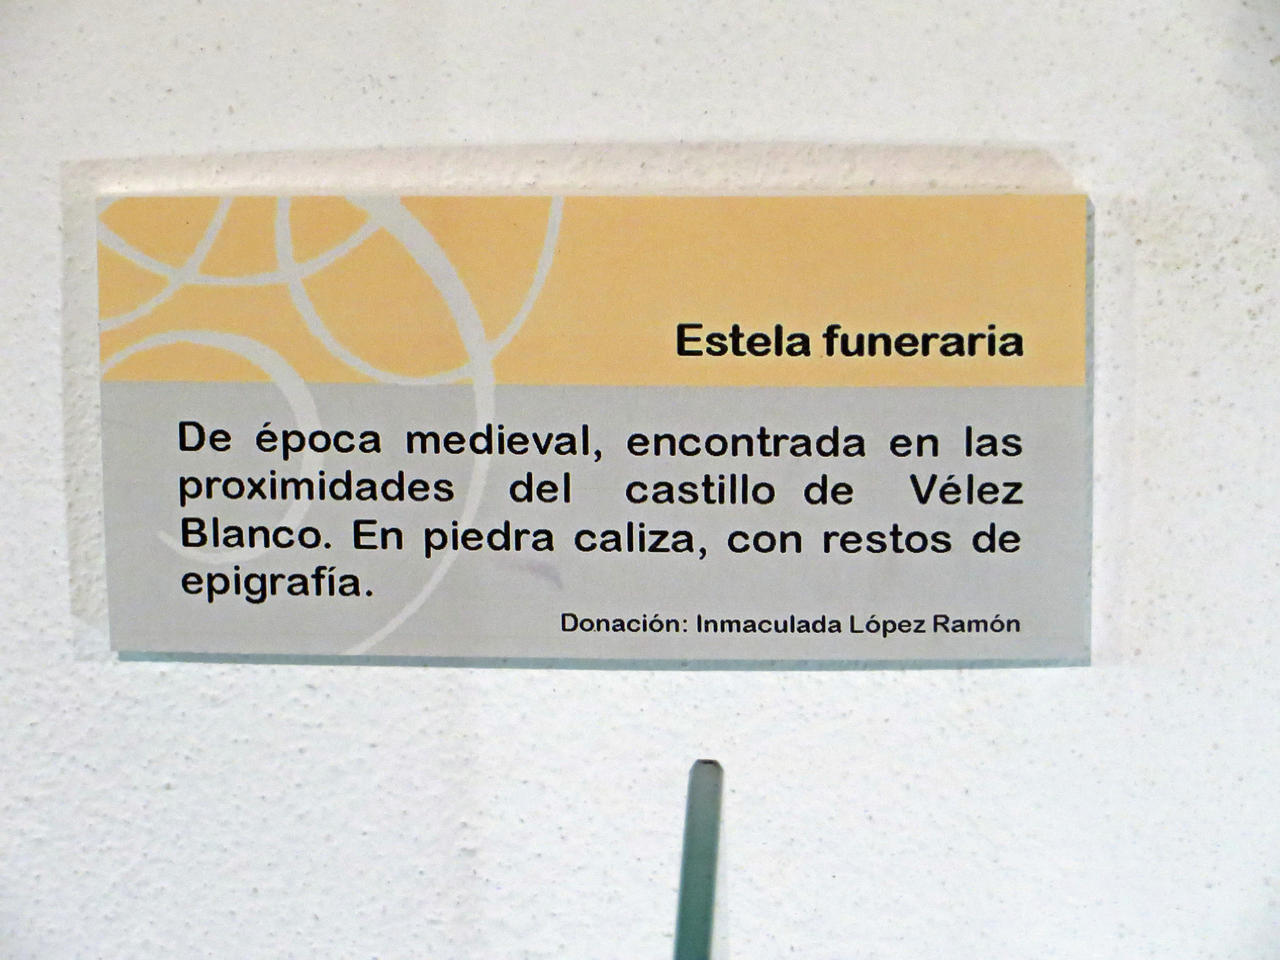 Estela funeraria
De época medieval, encontrada en las
proximidades del castillo de Vélez
Blanco. En piedra caliza, con restos de
epigrafía.
Donación: Inmaculada López Ramón